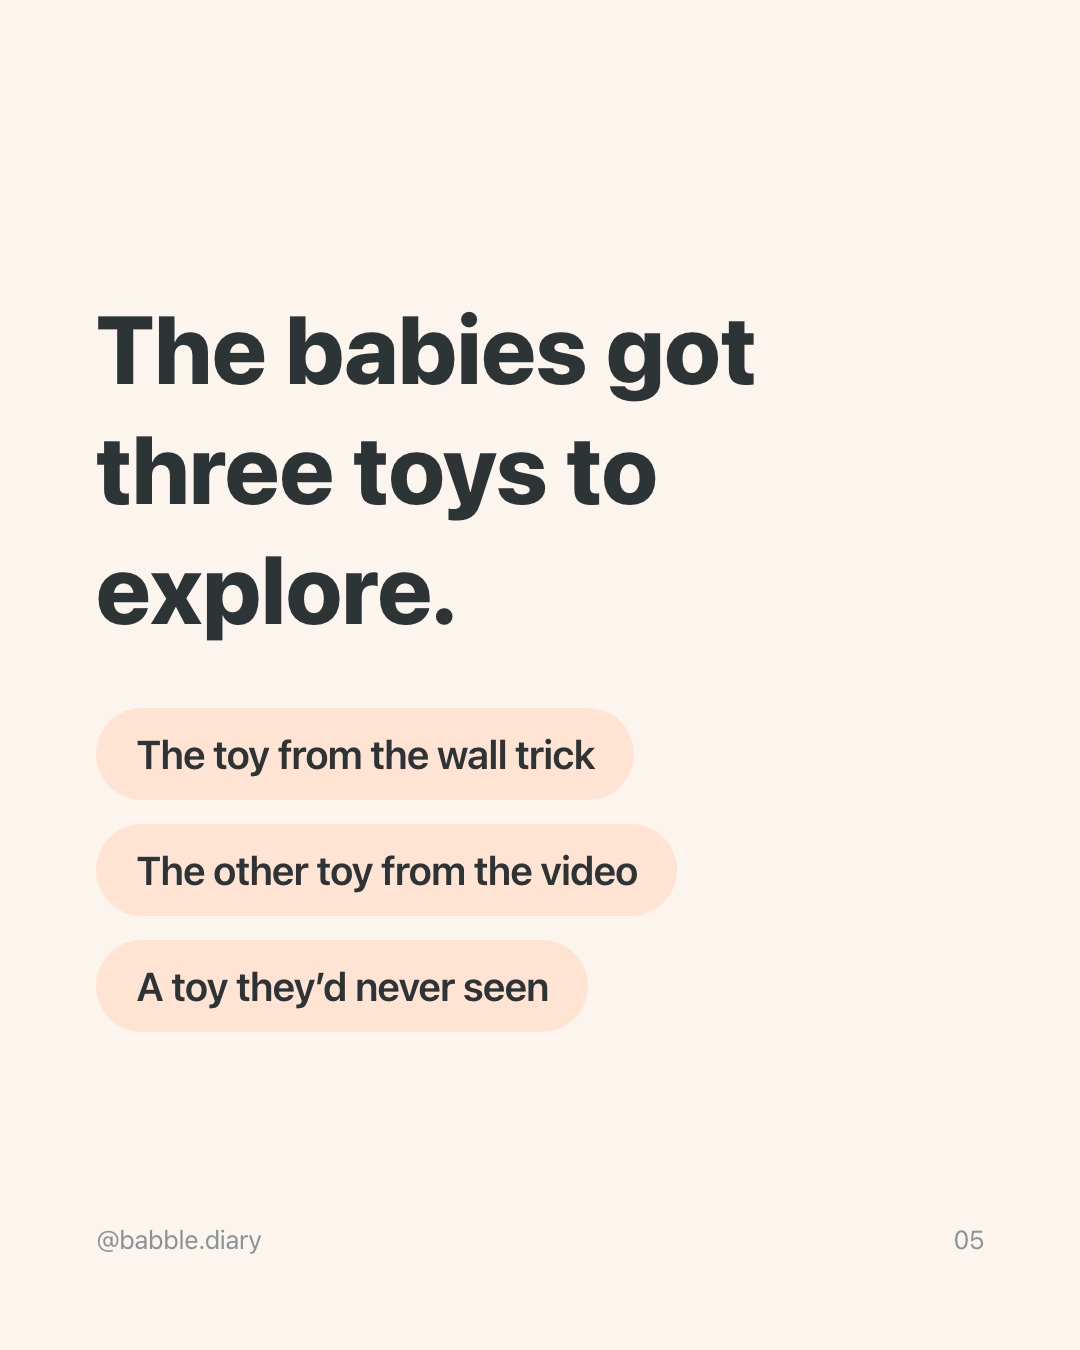 The babies got
three toys to
explore.
The toy from the wall trick
The other toy from the video
A toy they’d never seen
@babble.diary
05